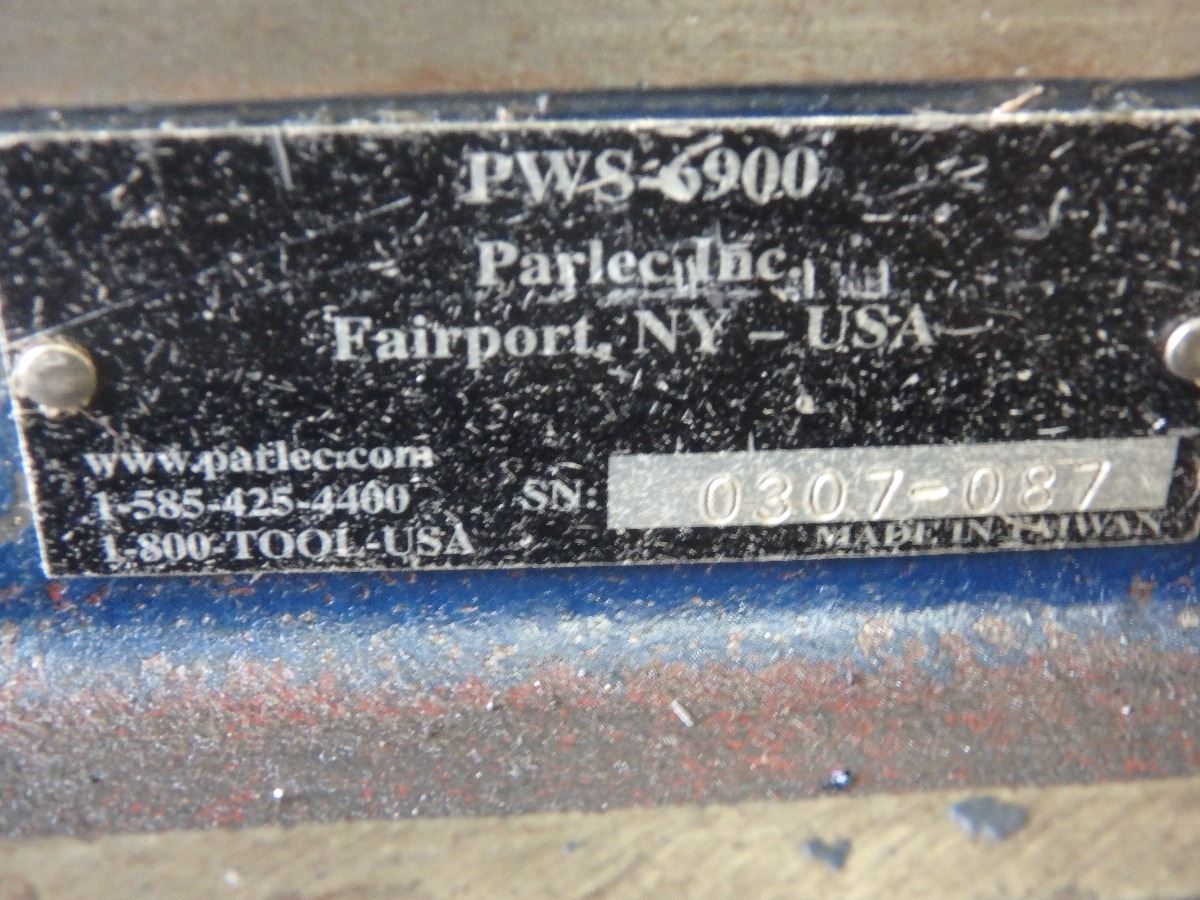 PWS-6900
Parlec, Inc.
Fairport, NY – USA
www.parlec.com
1-585-425-4400
1-800-TOOL-USA
SN: 0307-087
MADE IN TAIWAN